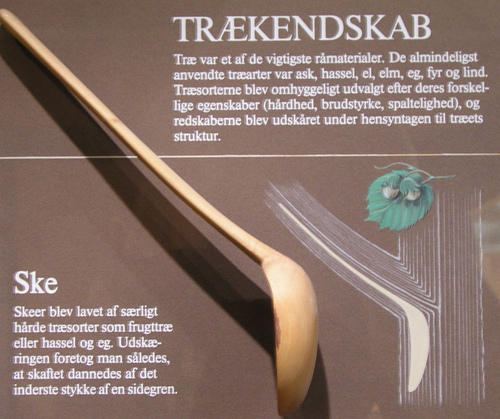 TRÆKENDSKAB
Træ var et af de vigtigste råmaterialer. De almindeligst
anvendte træarter var ask, hassel, el, elm, eg, fyr og lind.
Træsorterne blev omhyggeligt udvalgt efter deres forskel-
lige egenskaber (hårdhed, brudstyrke, spaltelighed), og
redskaberne blev udskåret under hensyntagen til træets
struktur.
Ske
Skeer blev lavet af særligt
hårde træsorter som frugttræ
eller hassel og eg. Udskæ-
ringen foretog man således,
at skaftet dannedes af det
inderste stykke af en sidegren.